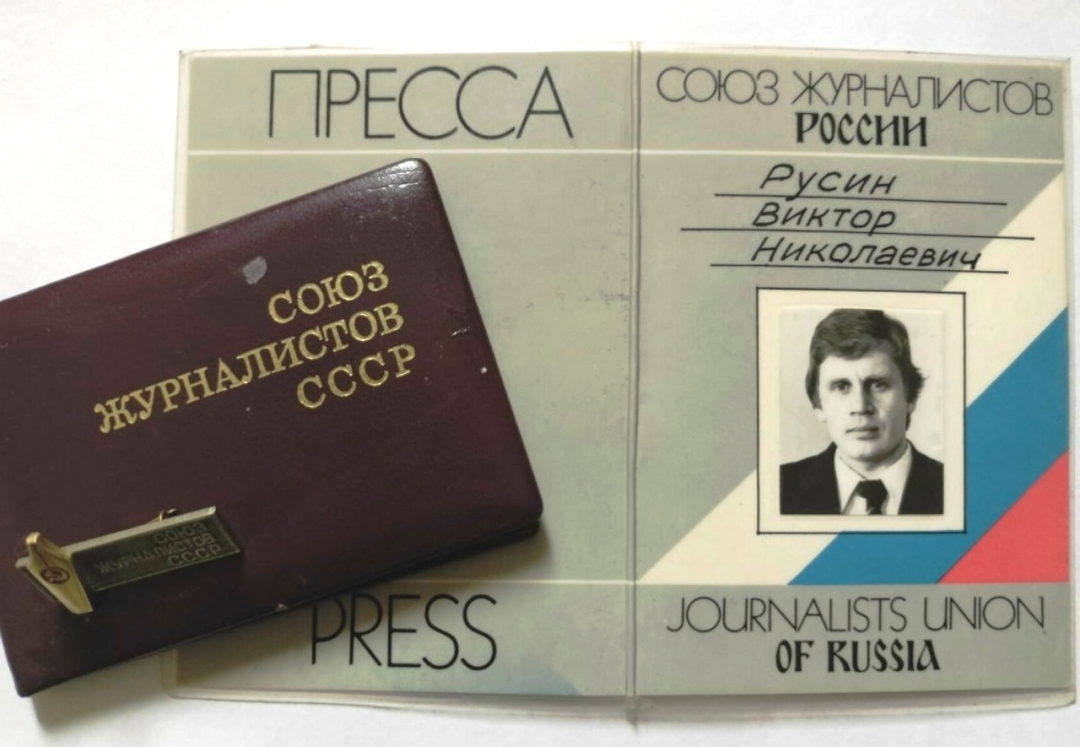 ПРЕССА
СОЮЗ ЖУРНАЛИСТОВ
РОССИИ
Русин
Виктор
Николаевич
СОЮЗ
ЖУРНАЛИСТОВ
СССР
СОЮЗ
ЖУРНАЛИСТОВ
СССР
PRESS
JOURNALISTS UNION
OF RUSSIA